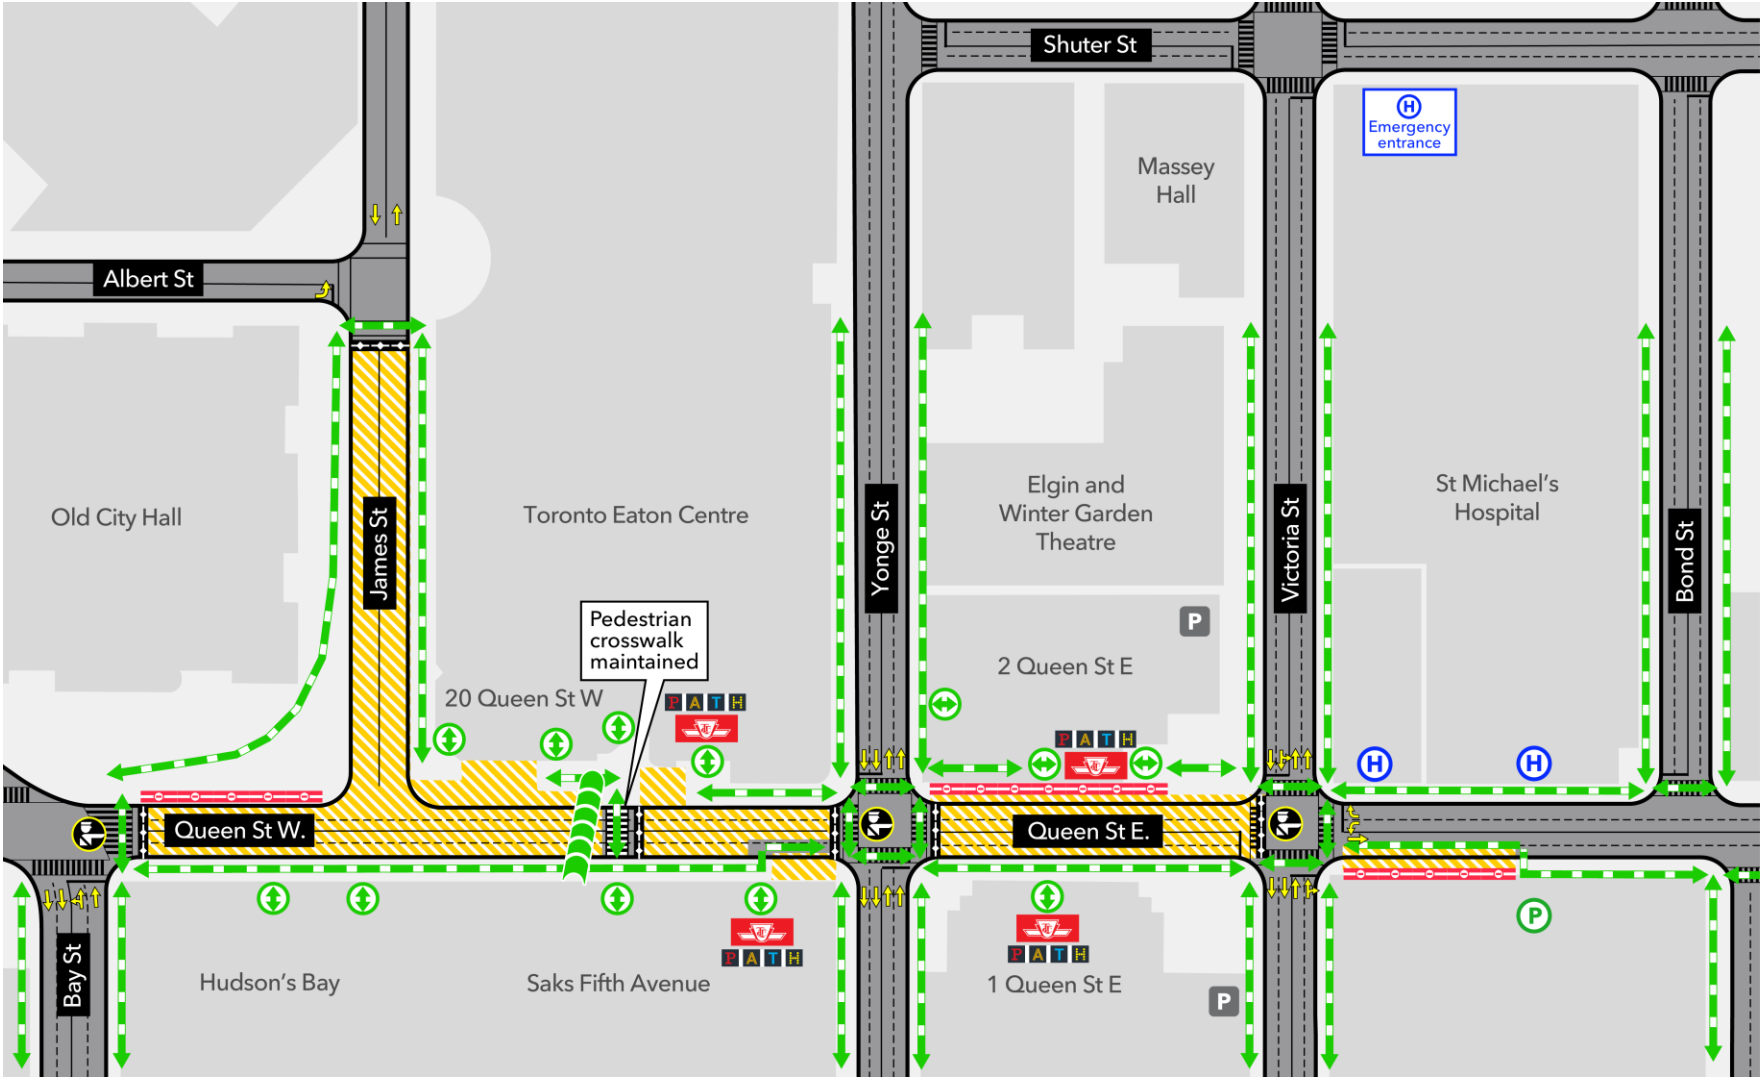 Shuter St
H
Emergency
entrance
Massey
Hall
Albert St
Old City Hall
James St
Toronto Eaton Centre
Yonge St
Elgin and
Winter Garden
Theatre
Victoria St
St Michael's
Hospital
Bond St
Pedestrian
crosswalk
maintained
P
2 Queen St E
20 Queen St W
PATH
PATH
H
H
Queen St W.
Queen St E.
Bay St
Hudson's Bay
Saks Fifth Avenue
PATH
PATH
1 Queen St E
P
P